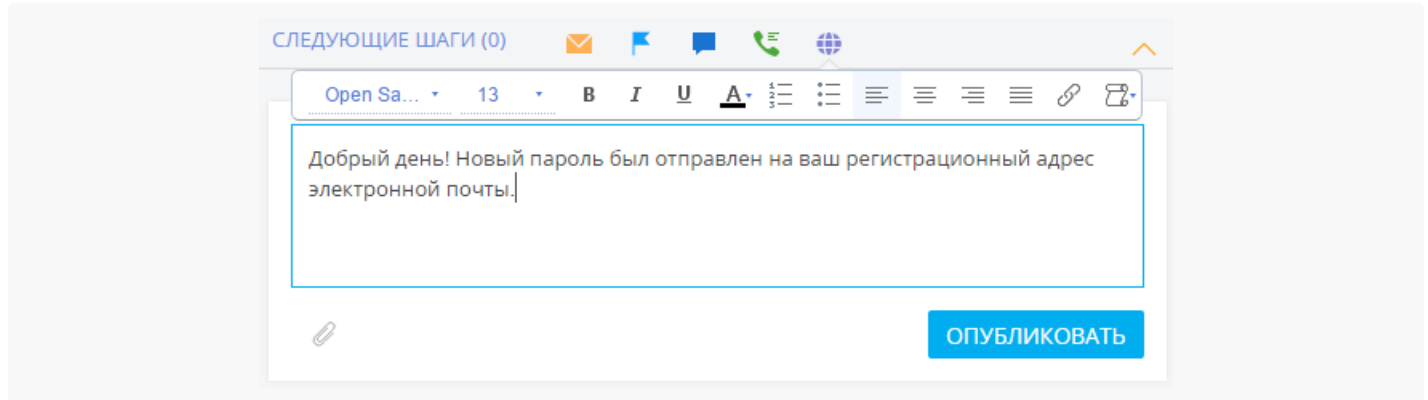 СЛЕДУЮЩИЕ ШАГИ (0)
Open Sa... 13 B I U A
Добрый день! Новый пароль был отправлен на ваш регистрационный адрес
электронной почты.
ОПУБЛИКОВАТЬ